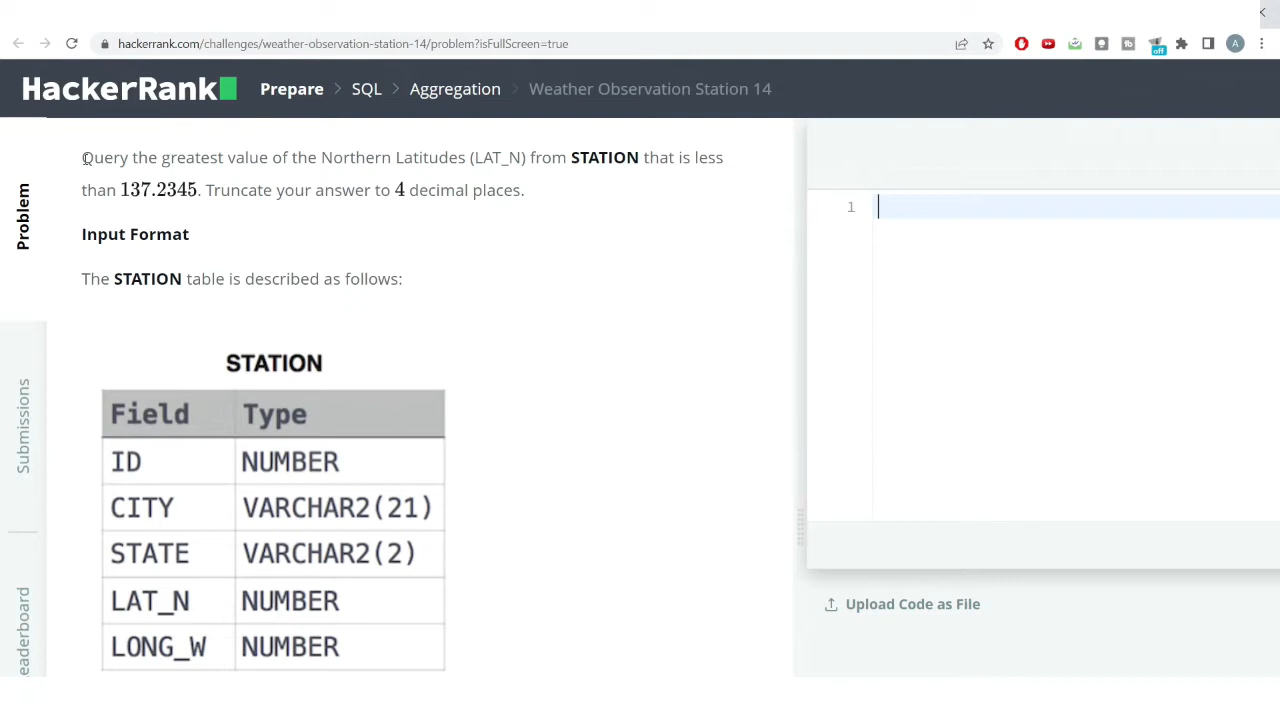 hackerrank.com/challenges/weather-observation-station-14/problem?isFullScreen=true
off
A
HackerRank
Prepare > SQL > Aggregation > Weather Observation Station 14
Problem
Submissions
eaderboard
Query the greatest value of the Northern Latitudes (LAT_N) from STATION that is less
than 137.2345. Truncate your answer to 4 decimal places.
Input Format
The STATION table is described as follows:
STATION
Field Type
ID NUMBER
CITY VARCHAR2(21)
STATE VARCHAR2(2)
LAT_N NUMBER
LONG_W NUMBER
1
Upload Code as File